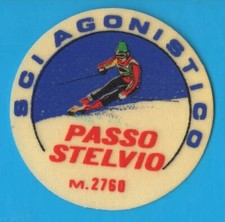 SCI AGONISTICO
PASSO
STELVIO
M. 2760